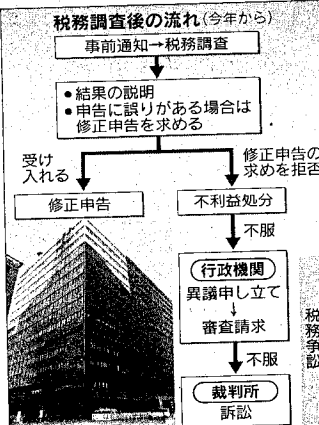 税務調査後の流れ(今年から)
事前通知→税務調査
●結果の説明
●申告に誤りがある場合は
修正申告を求める
受け
入れる
修正申告の
求めを拒否
修正申告
不利益処分
不服
行政機関
異議申し立て
↓
審査請求
不服
裁判所
訴訟
税務争訟